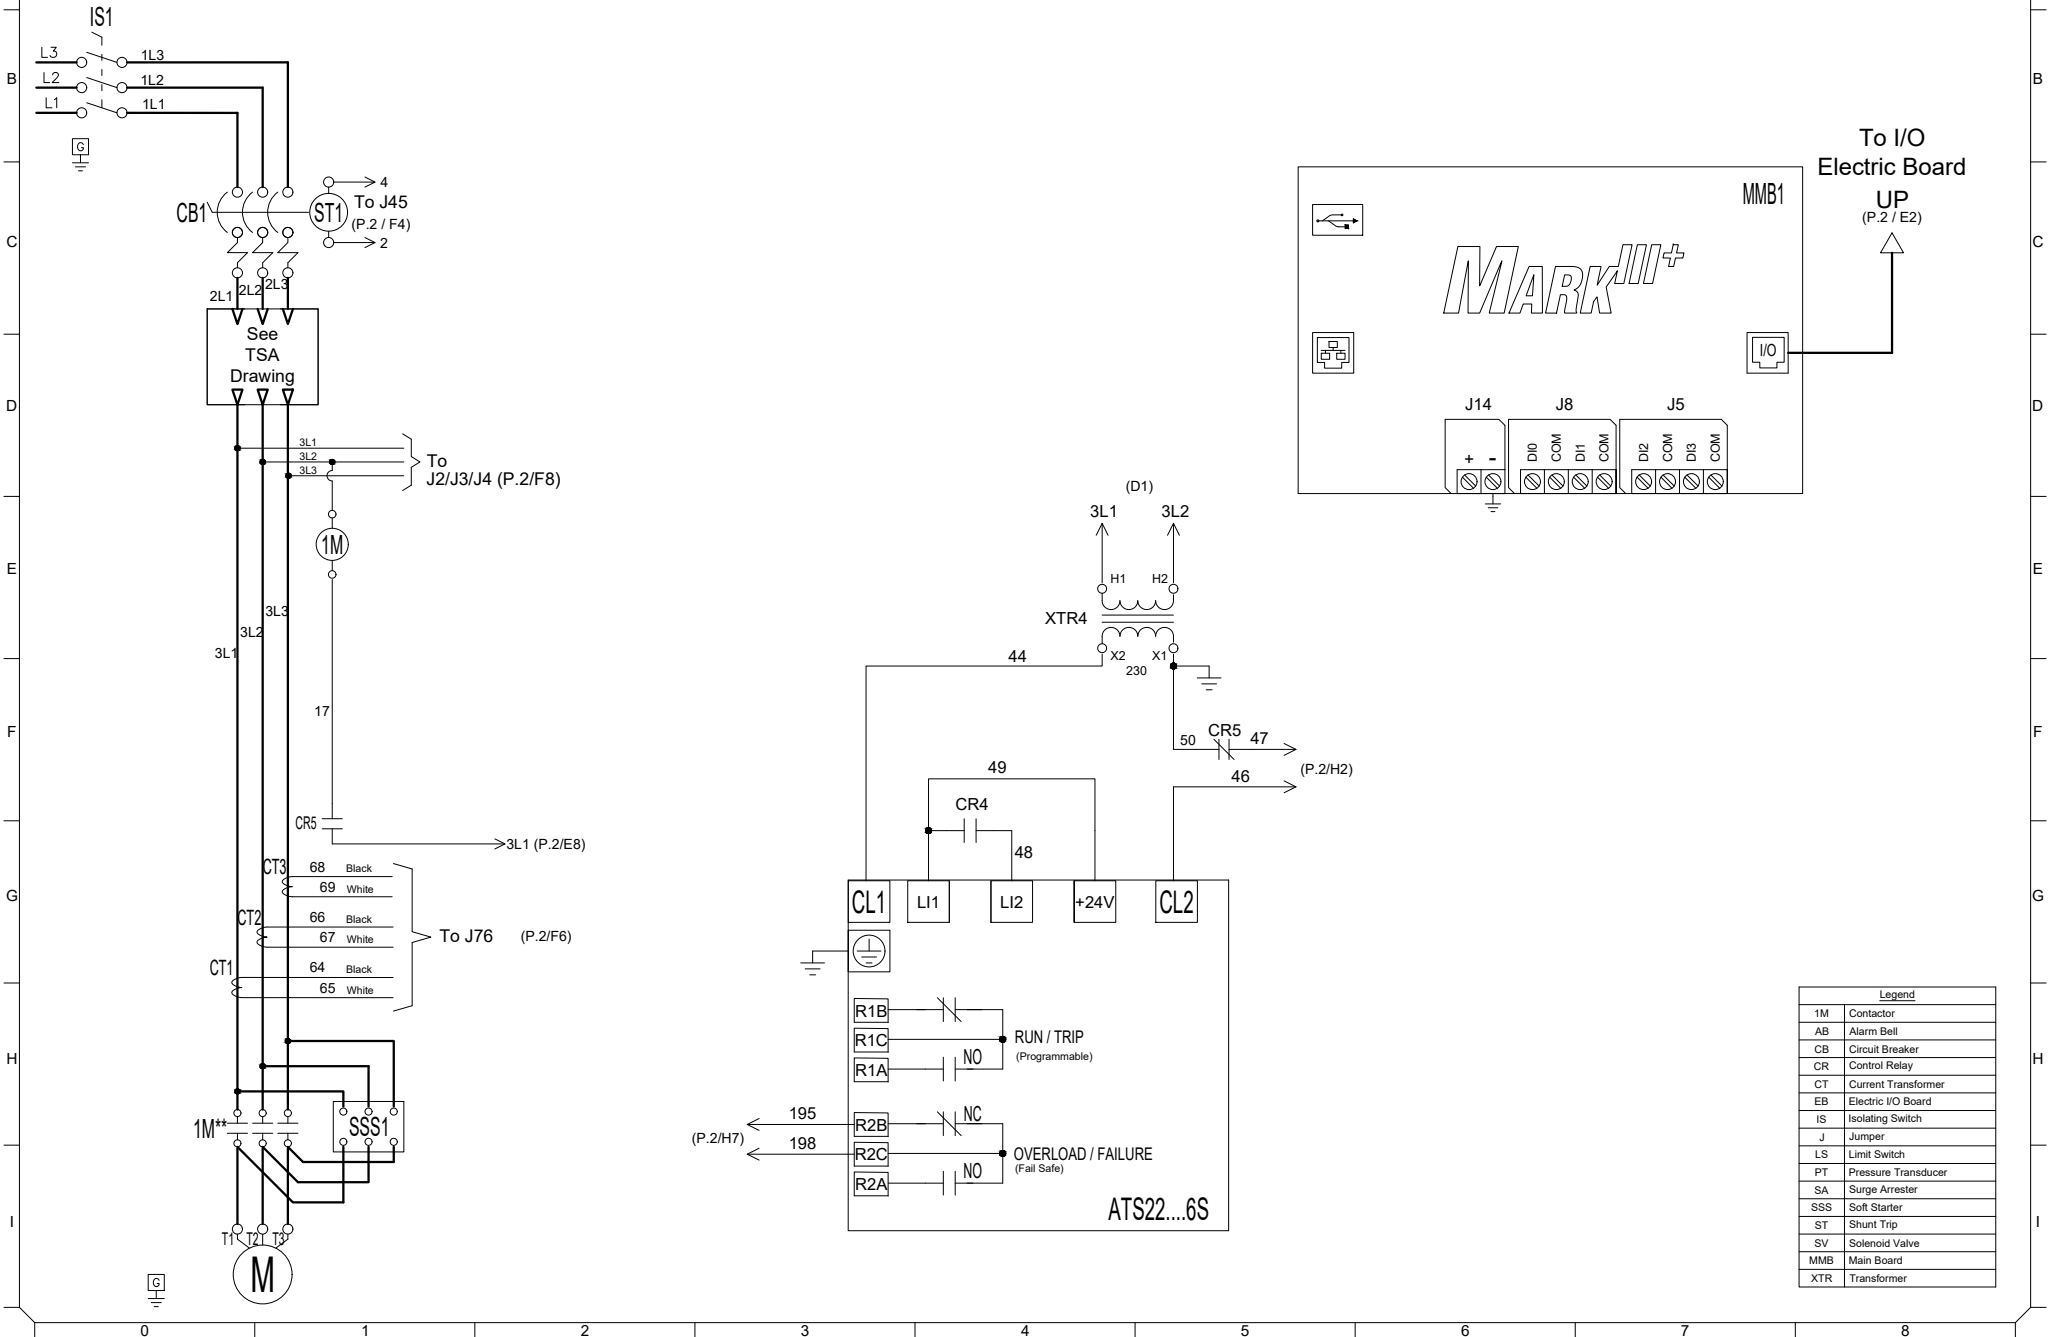 IS1
L3
1L3
L2
1L2
L1
1L1
B
B
G
To I/O
Electric Board
UP
(P.2 / E2)
4
CB1
ST1
To J45
(P.2 / F4)
2
MMB1
C
C
MARK III+
2L1
2L2
2L3
See
TSA
Drawing
I/O
D
D
J14
J8
J5
+
-
DI0
COM
DI1
COM
DI2
COM
DI3
COM
3L1
3L2
3L3
To
J2/J3/J4 (P.2/F8)
(D1)
3L1
3L2
1M
E
E
H1
H2
XTR4
X2
X1
230
3L3
3L2
3L1
44
17
F
F
50
CR5
47
(P.2/H2)
46
49
CR4
48
CR5
3L1 (P.2/E8)
CT3
68
Black
69
White
G
G
CL1
LI1
LI2
+24V
CL2
CT2
66
Black
67
White
To J76
(P.2/F6)
CT1
64
Black
65
White
R1B
R1C
RUN / TRIP
(Programmable)
R1A
NO
H
H
1M**
SSS1
195
R2B
NC
(P.2/H7)
198
R2C
OVERLOAD / FAILURE
(Fail Safe)
R2A
NO
ATS22....6S
I
I
T1
T2
T3
M
G
Legend
1M Contactor
AB Alarm Bell
CB Circuit Breaker
CR Control Relay
CT Current Transformer
EB Electric I/O Board
IS Isolating Switch
J Jumper
LS Limit Switch
PT Pressure Transducer
SA Surge Arrester
SSS Soft Starter
ST Shunt Trip
SV Solenoid Valve
MMB Main Board
XTR Transformer
0
1
2
3
4
5
6
7
8